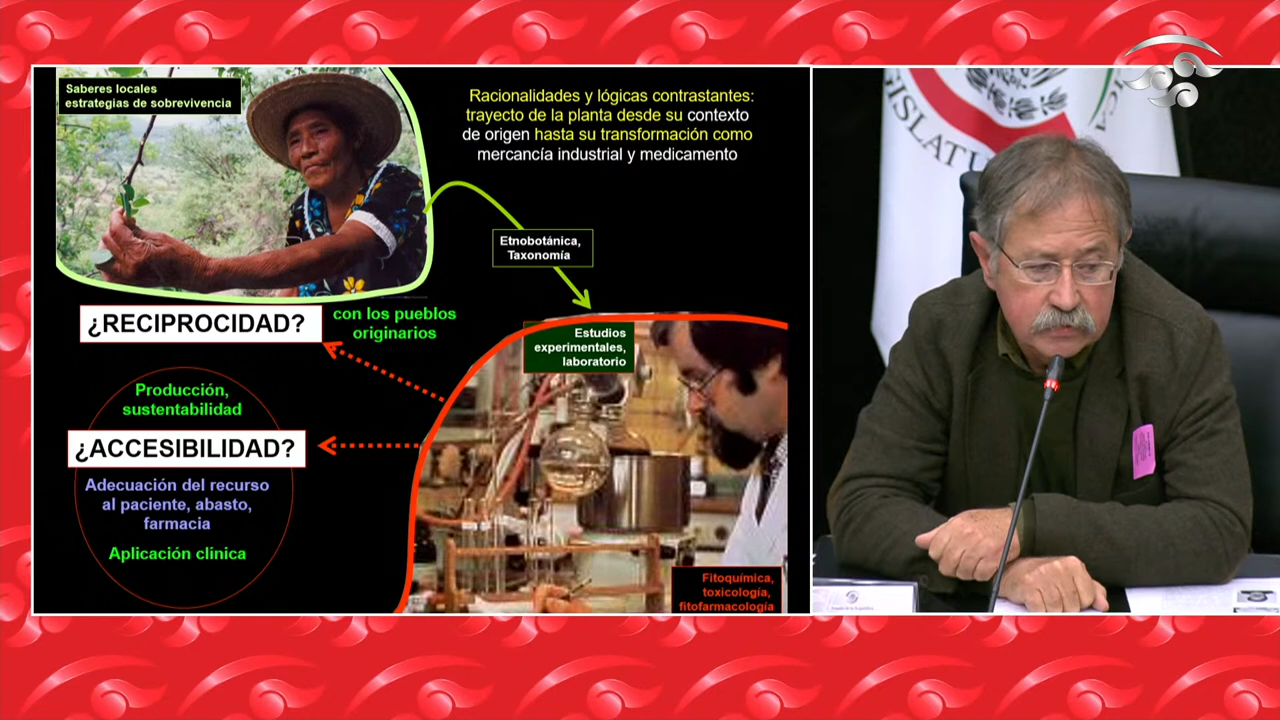 Saberes locales
estrategias de sobrevivencia
Racionalidades y lógicas contrastantes:
trayecto de la planta desde su contexto
de origen hasta su transformación como
mercancía industrial y medicamento
Etnobotánica,
Taxonomía
¿RECIPROCIDAD?
con los pueblos
originarios
Estudios
experimentales,
laboratorio
Producción,
sustentabilidad
¿ACCESIBILIDAD?
Adecuación del recurso
al paciente, abasto,
farmacia
Aplicación clínica
Fitoquímica,
toxicología,
fitofarmacología
GISLATU